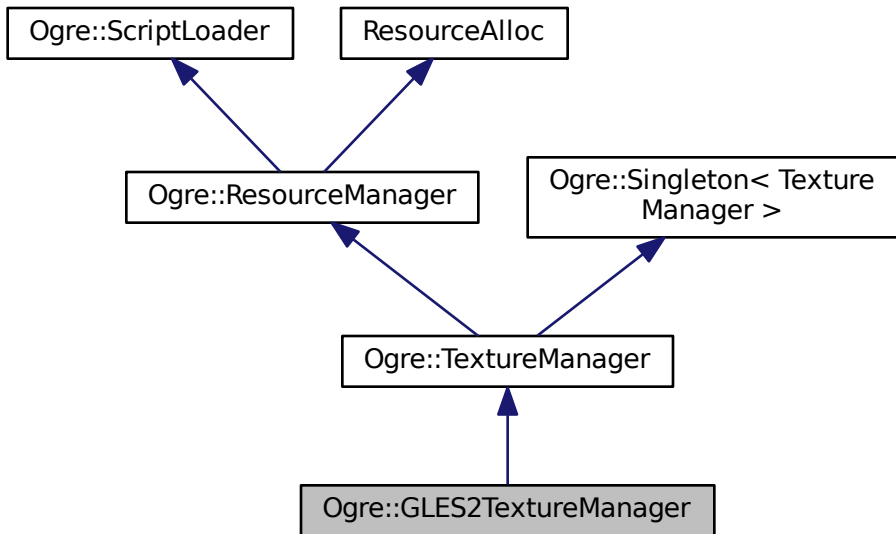 Ogre::ScriptLoader
ResourceAlloc
Ogre::ResourceManager
Ogre::Singleton< Texture
Manager >
Ogre::TextureManager
Ogre::GLES2TextureManager